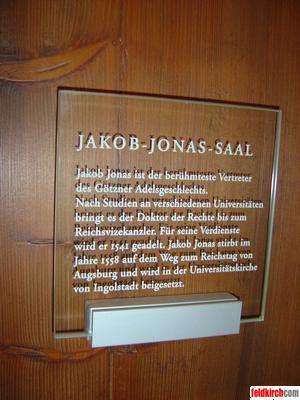 JAKOB-JONAS-SAAL
Jakob Jonas ist der berühmteste Vertreter
des Götzner Adelsgeschlechts.
Nach Studien an verschiedenen Universitäten
bringt es der Doktor der Rechte bis zum
Reichsvizekanzler. Für seine Verdienste
wird er 1541 geadelt. Jakob Jonas stirbt im
Jahre 1558 auf dem Weg zum Reichstag von
Augsburg und wird in der Universitätskirche
von Ingolstadt beigesetzt.
feldkirch.com